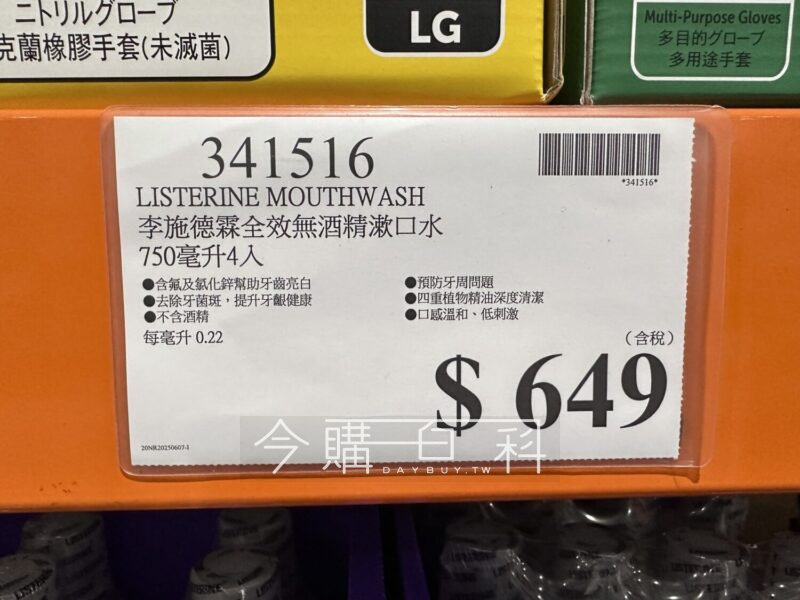 ニトリルグローブ
克蘭橡膠手套(未滅菌)
LG
Multi-Purpose Gloves
多目的グローブ
多用途手套
341516
*341516*
LISTERINE MOUTHWASH
李施德霖全效無酒精漱口水
750毫升4入
●含氟及氯化鋅幫助牙齒亮白
●預防牙周問題
●去除牙菌斑，提升牙齦健康
●四重植物精油深度清潔
●不含酒精
●口感溫和、低刺激
每毫升 0.22
(含稅)
$ 649
20NR20250607-1
今購百科
DAYBUY.TW
LISTERINE
LISTERINE